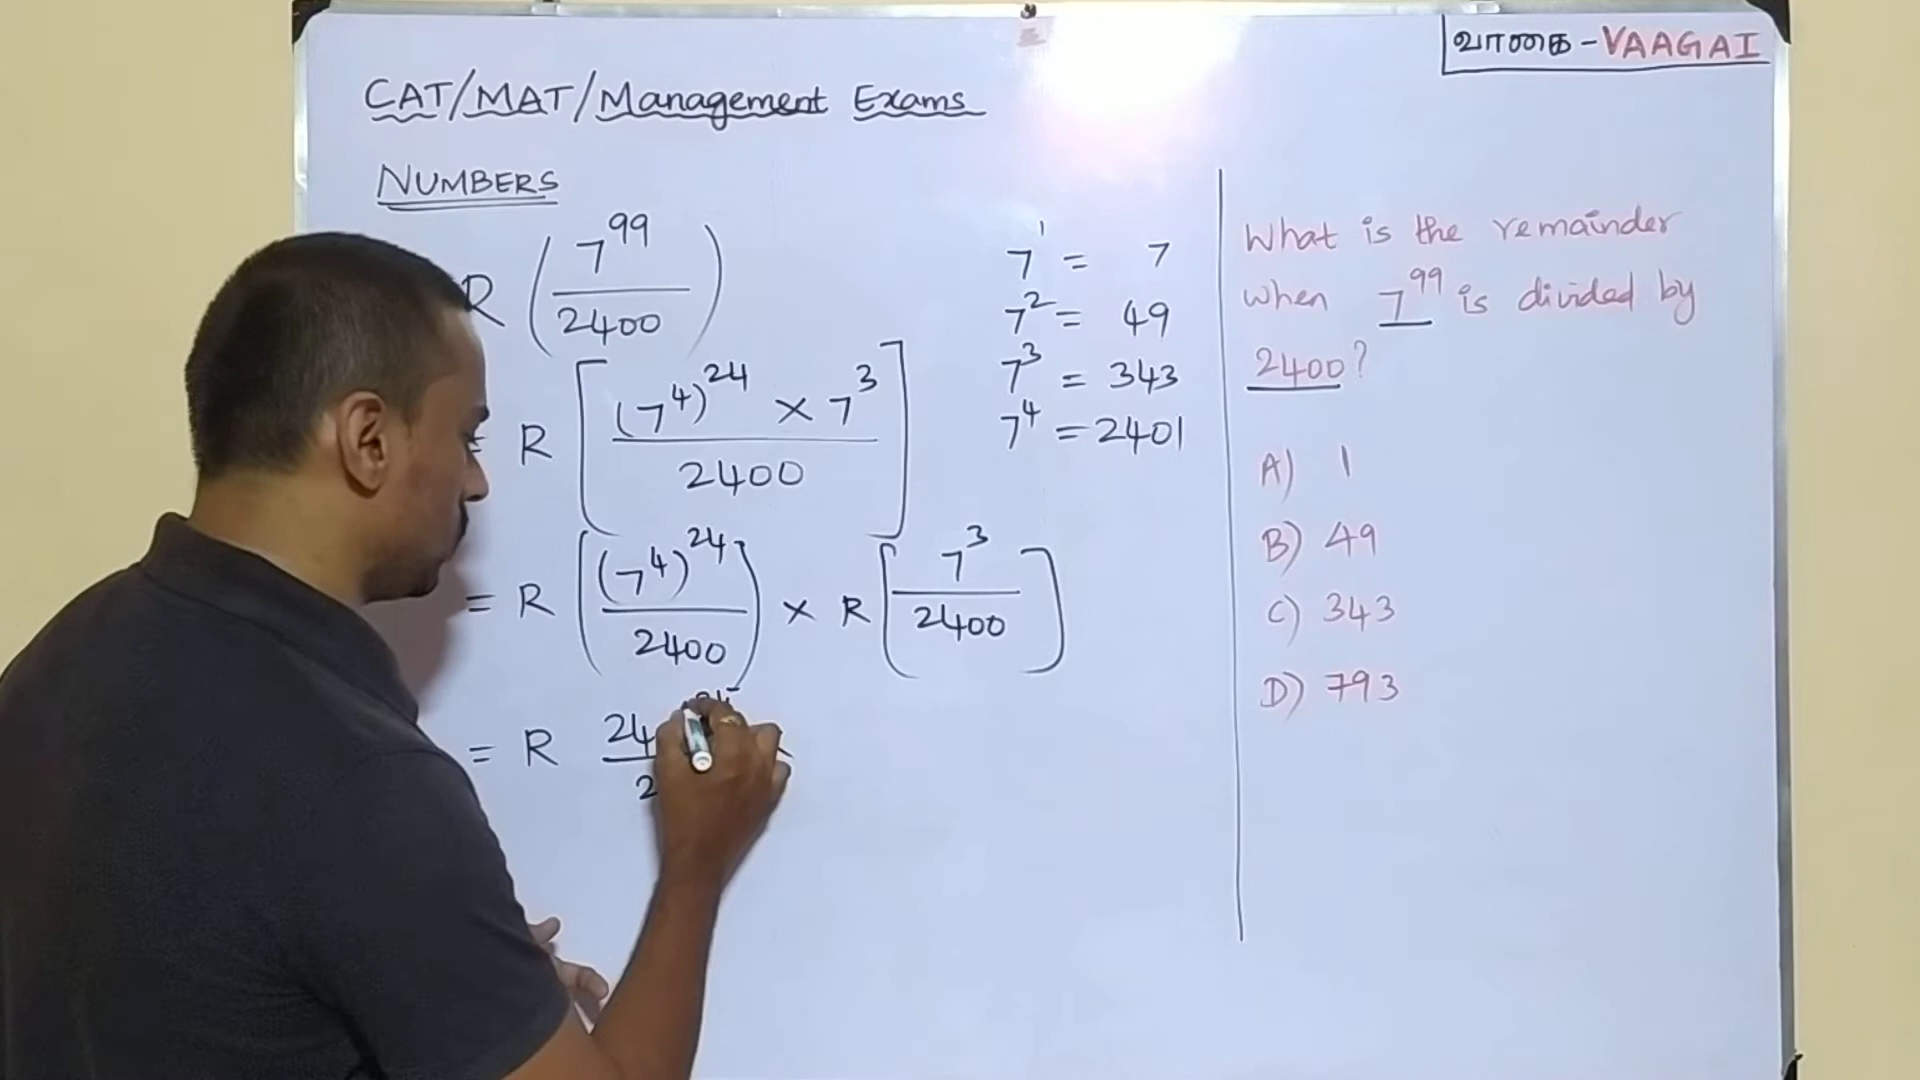 வாகை - VAAGAI
CAT/MAT/Management Exams
NUMBERS
R (7^99 / 2400)
= R [(7^4)^24 × 7^3 / 2400]
= R ((7^4)^24 / 2400) × R [7^3 / 2400]
= R 24
2
7^1 = 7
7^2 = 49
7^3 = 343
7^4 = 2401
What is the remainder
when 7^99 is divided by
2400?
A) 1
B) 49
C) 343
D) 793